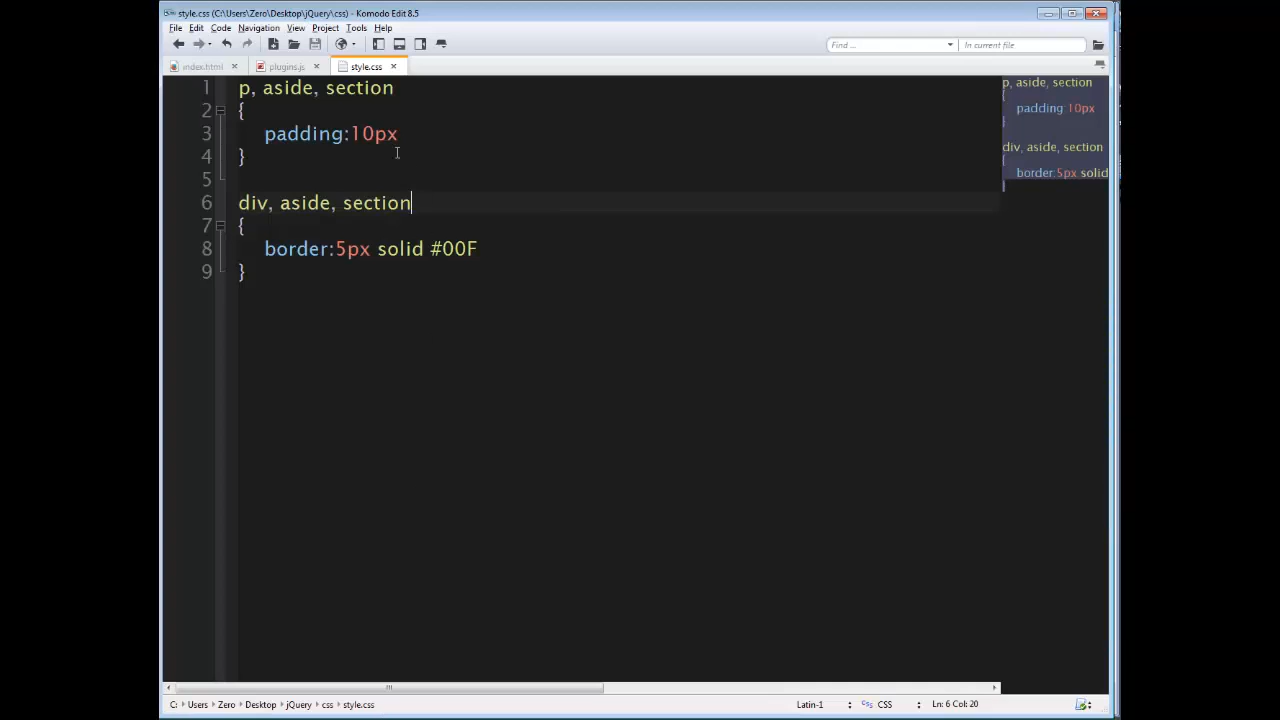 style.css (C:\Users\Zero\Desktop\jQuery\css) - Komodo Edit 8.5
File Edit Code Navigation View Project Tools Help
Find ... In current file
index.html plugins.js style.css
1 p, aside, section
2 {
3 padding:10px
4 }
5
6 div, aside, section
7 {
8 border:5px solid #00F
9 }
p, aside, section
{
padding:10px
}
div, aside, section
{
border:5px solid
}
C: Users Zero Desktop jQuery css style.css Latin-1 CSS Ln: 6 Col: 20